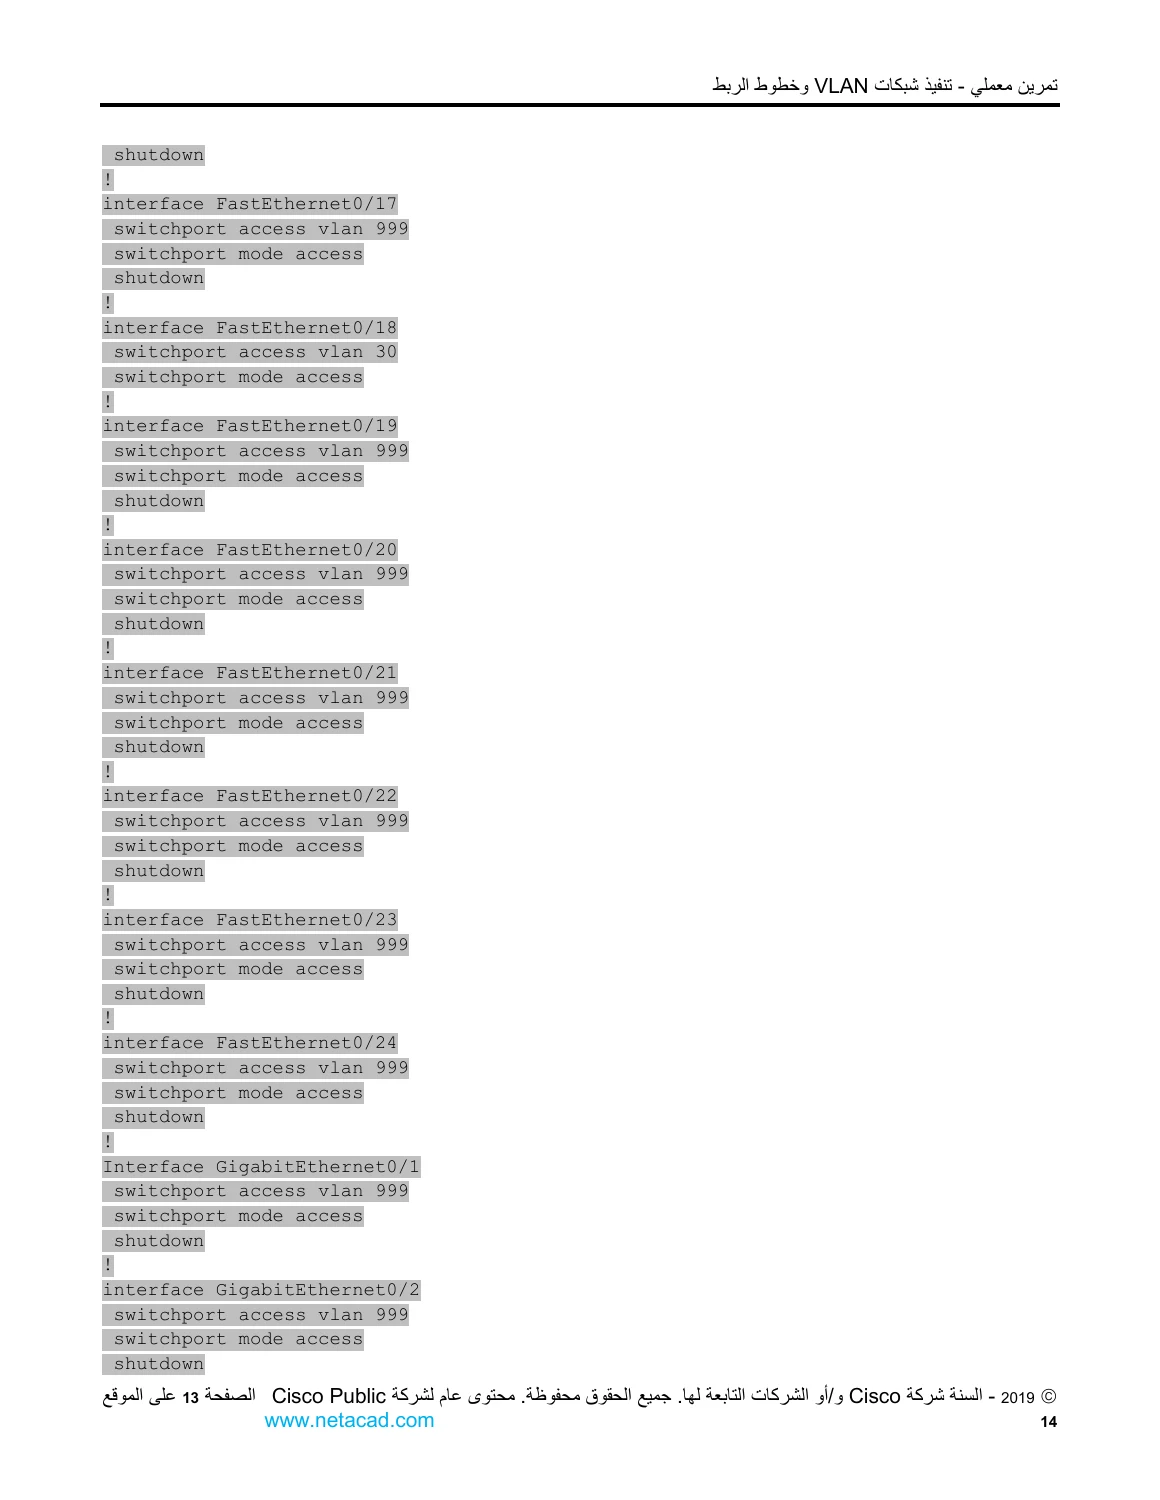 تمرين معملي - تنفيذ شبكات VLAN وخطوط الربط
 shutdown
!
interface FastEthernet0/17
 switchport access vlan 999
 switchport mode access
 shutdown
!
interface FastEthernet0/18
 switchport access vlan 30
 switchport mode access
!
interface FastEthernet0/19
 switchport access vlan 999
 switchport mode access
 shutdown
!
interface FastEthernet0/20
 switchport access vlan 999
 switchport mode access
 shutdown
!
interface FastEthernet0/21
 switchport access vlan 999
 switchport mode access
 shutdown
!
interface FastEthernet0/22
 switchport access vlan 999
 switchport mode access
 shutdown
!
interface FastEthernet0/23
 switchport access vlan 999
 switchport mode access
 shutdown
!
interface FastEthernet0/24
 switchport access vlan 999
 switchport mode access
 shutdown
!
Interface GigabitEthernet0/1
 switchport access vlan 999
 switchport mode access
 shutdown
!
interface GigabitEthernet0/2
 switchport access vlan 999
 switchport mode access
 shutdown
© 2019 - السنة شركة Cisco و/أو الشركات التابعة لها. جميع الحقوق محفوظة. محتوى عام لشركة Cisco Public الصفحة 13 على الموقع
14 www.netacad.com